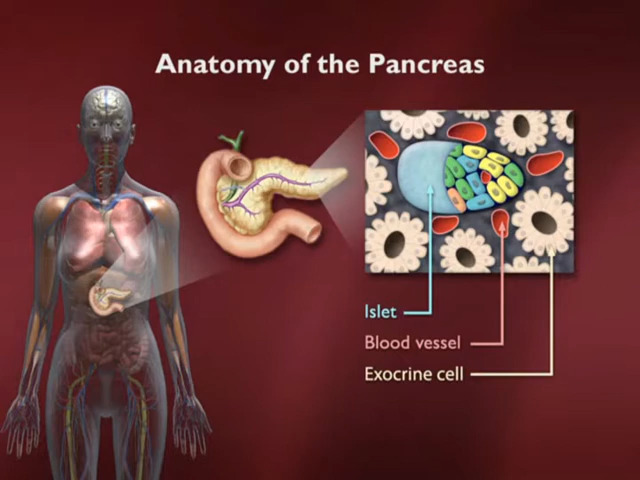 Anatomy of the Pancreas
Islet
Blood vessel
Exocrine cell